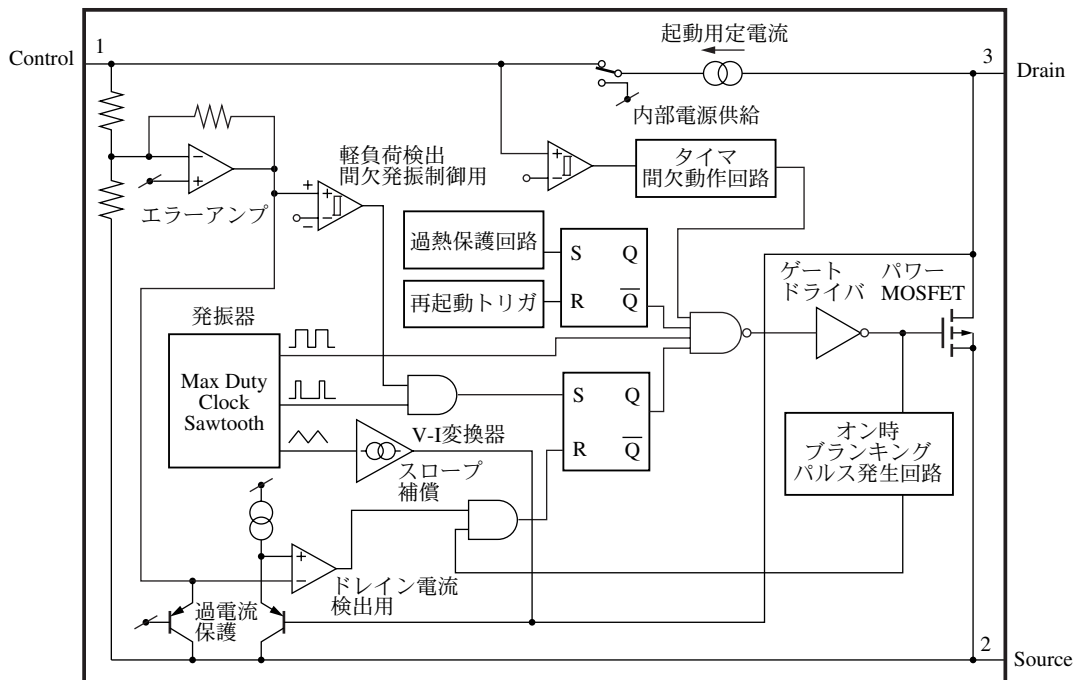 起動用定電流
1
Control
3
Drain
内部電源供給
軽負荷検出
間欠発振制御用
+
−
タイマ
間欠動作回路
−
+
エラーアンプ
+
+
−
−
過熱保護回路
S
Q
再起動トリガ
R
Q
ゲート
ドライバ
パワー
MOSFET
発振器
Max Duty
Clock
Sawtooth
V-I変換器
スロープ
補償
S
Q
R
Q
オン時
ブランキング
パルス発生回路
+
−
ドレイン電流
検出用
過電流
保護
2
Source